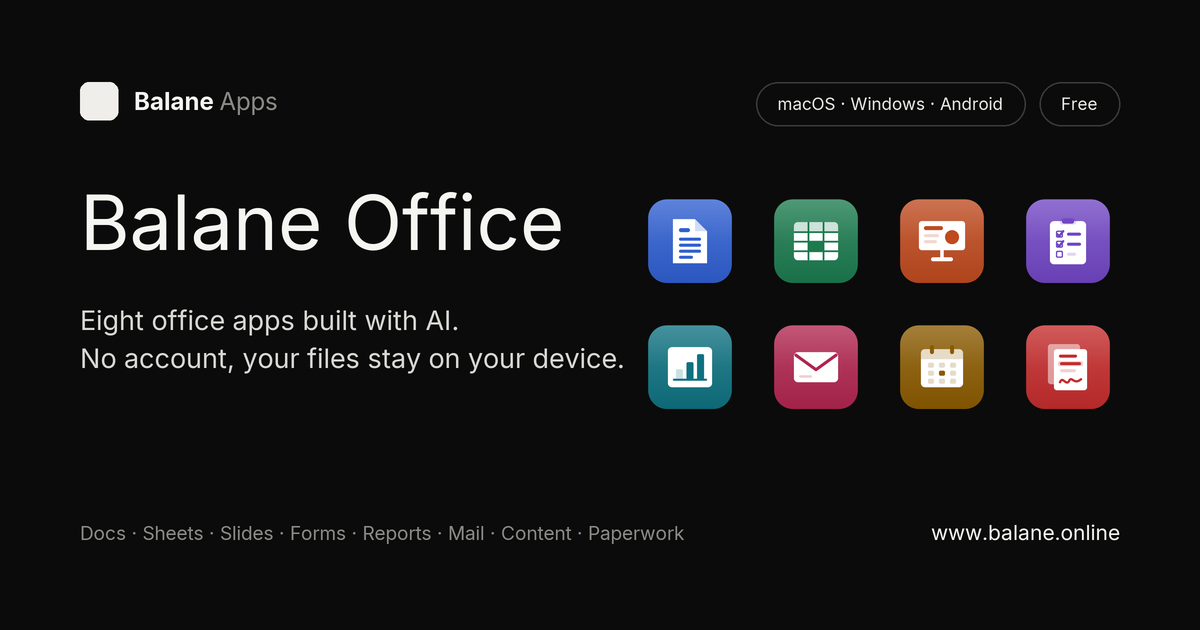 Balane Apps
macOS · Windows · Android
Free
Balane Office
Eight office apps built with AI.
No account, your files stay on your device.
Docs · Sheets · Slides · Forms · Reports · Mail · Content · Paperwork
www.balane.online